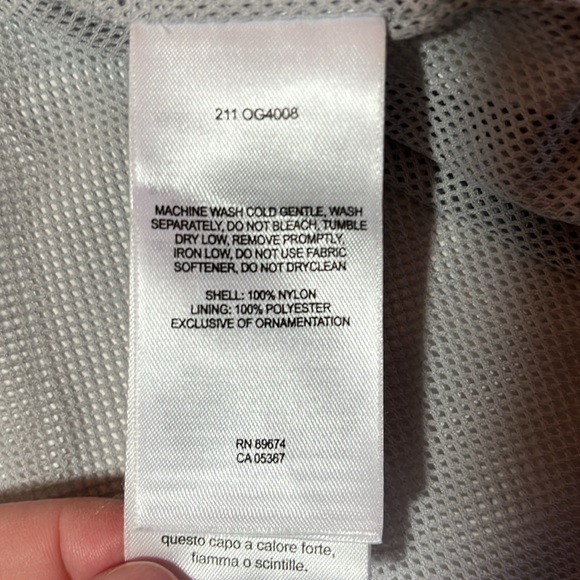 211 OG4008
MACHINE WASH COLD GENTLE, WASH
SEPARATELY, DO NOT BLEACH, TUMBLE
DRY LOW, REMOVE PROMPTLY,
IRON LOW, DO NOT USE FABRIC
SOFTENER, DO NOT DRYCLEAN
SHELL: 100% NYLON
LINING: 100% POLYESTER
EXCLUSIVE OF ORNAMENTATION
RN 89674
CA 05367
questo capo a calore forte,
fiamma o scintille.